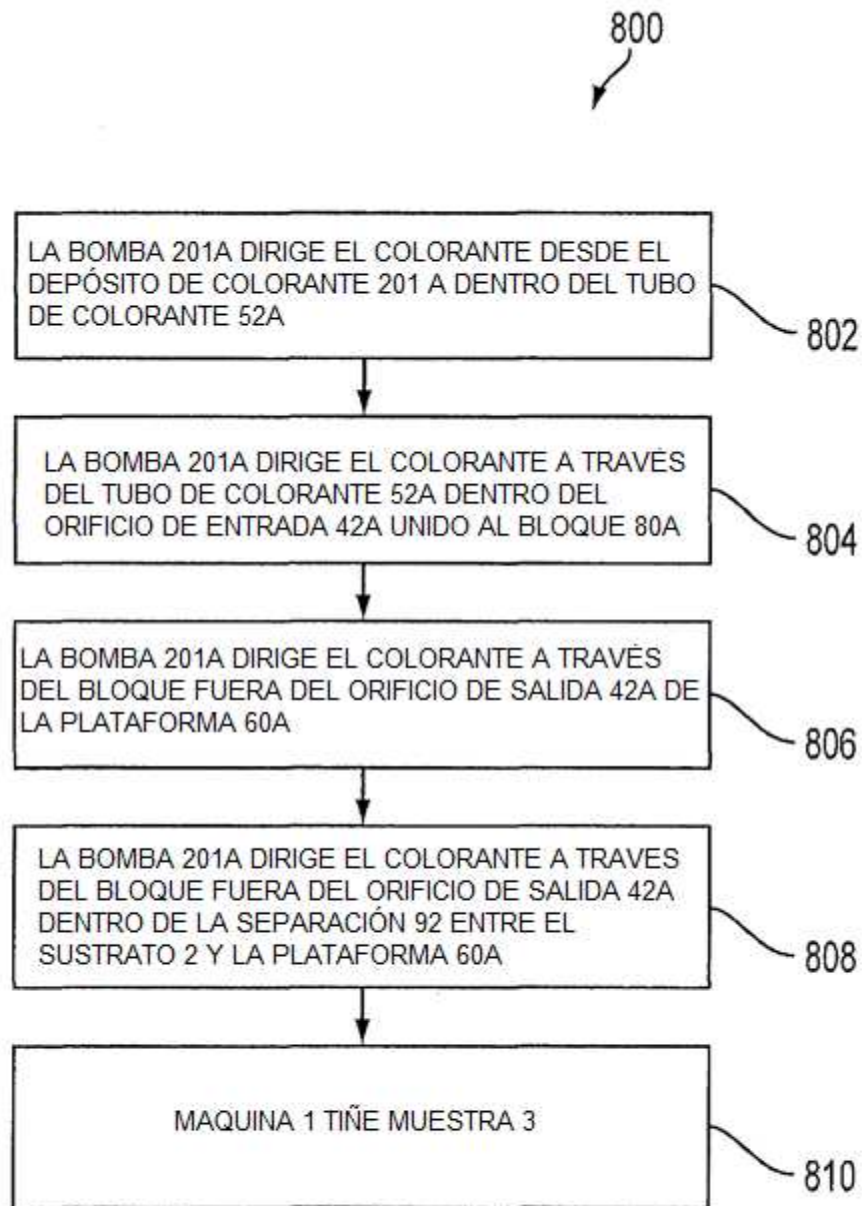 800
LA BOMBA 201A DIRIGE EL COLORANTE DESDE EL
DEPÓSITO DE COLORANTE 201 A DENTRO DEL TUBO
DE COLORANTE 52A
802
LA BOMBA 201A DIRIGE EL COLORANTE A TRAVÉS
DEL TUBO DE COLORANTE 52A DENTRO DEL
ORIFICIO DE ENTRADA 42A UNIDO AL BLOQUE 80A
804
LA BOMBA 201A DIRIGE EL COLORANTE A TRAVÉS
DEL BLOQUE FUERA DEL ORIFICIO DE SALIDA 42A DE
LA PLATAFORMA 60A
806
LA BOMBA 201A DIRIGE EL COLORANTE A TRAVES
DEL BLOQUE FUERA DEL ORIFICIO DE SALIDA 42A
DENTRO DE LA SEPARACIÓN 92 ENTRE EL
SUSTRATO 2 Y LA PLATAFORMA 60A
808
MAQUINA 1 TIÑE MUESTRA 3
810